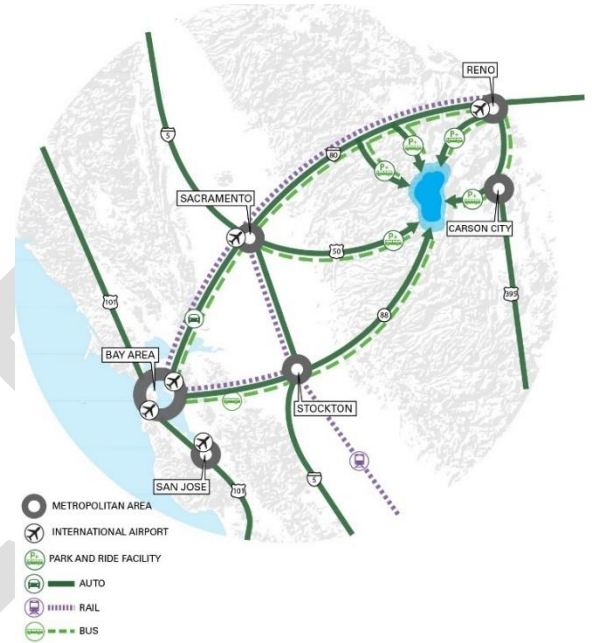 RENO
5
80
P+
P+
P+
SACRAMENTO
P+
CARSON CITY
P+
50
101
395
88
BAY AREA
STOCKTON
SAN JOSE
5
101
METROPOLITAN AREA
INTERNATIONAL AIRPORT
P+
PARK AND RIDE FACILITY
AUTO
RAIL
BUS